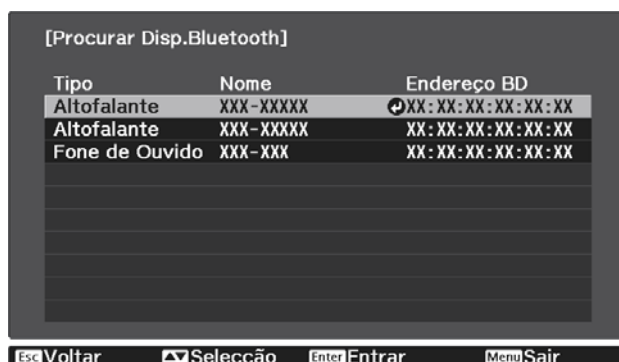 [Procurar Disp.Bluetooth]
Tipo Nome Endereço BD
Altofalante XXX-XXXXX XX:XX:XX:XX:XX:XX
Altofalante XXX-XXXXX XX:XX:XX:XX:XX:XX
Fone de Ouvido XXX-XXX XX:XX:XX:XX:XX:XX
Esc Voltar Selecção Enter Entrar Menu Sair